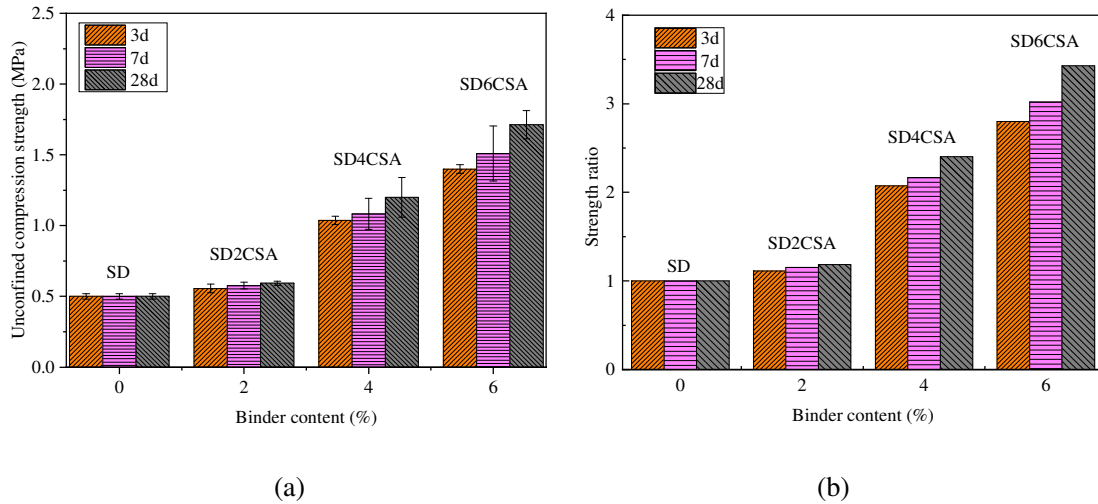 Unconfined compression strength (MPa)
2.5
2.0
1.5
1.0
0.5
0.0
3d
7d
28d
SD
SD2CSA
SD4CSA
SD6CSA
0 2 4 6
Binder content (%)
(a)
Strength ratio
4
3
2
1
0
3d
7d
28d
SD
SD2CSA
SD4CSA
SD6CSA
0 2 4 6
Binder content (%)
(b)